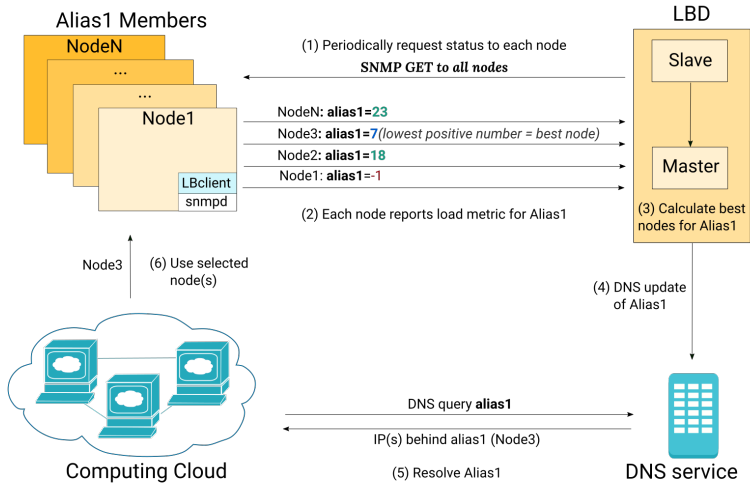 Alias1 Members
NodeN
...
...
Node1
LBclient
snmpd
(1) Periodically request status to each node
SNMP GET to all nodes
NodeN: alias1=23
Node3: alias1=7(lowest positive number = best node)
Node2: alias1=18
Node1: alias1=-1
(2) Each node reports load metric for Alias1
LBD
Slave
Master
(3) Calculate best
nodes for Alias1
(4) DNS update
of Alias1
Node3
(6) Use selected
node(s)
DNS query alias1
IP(s) behind alias1 (Node3)
(5) Resolve Alias1
Computing Cloud
DNS service